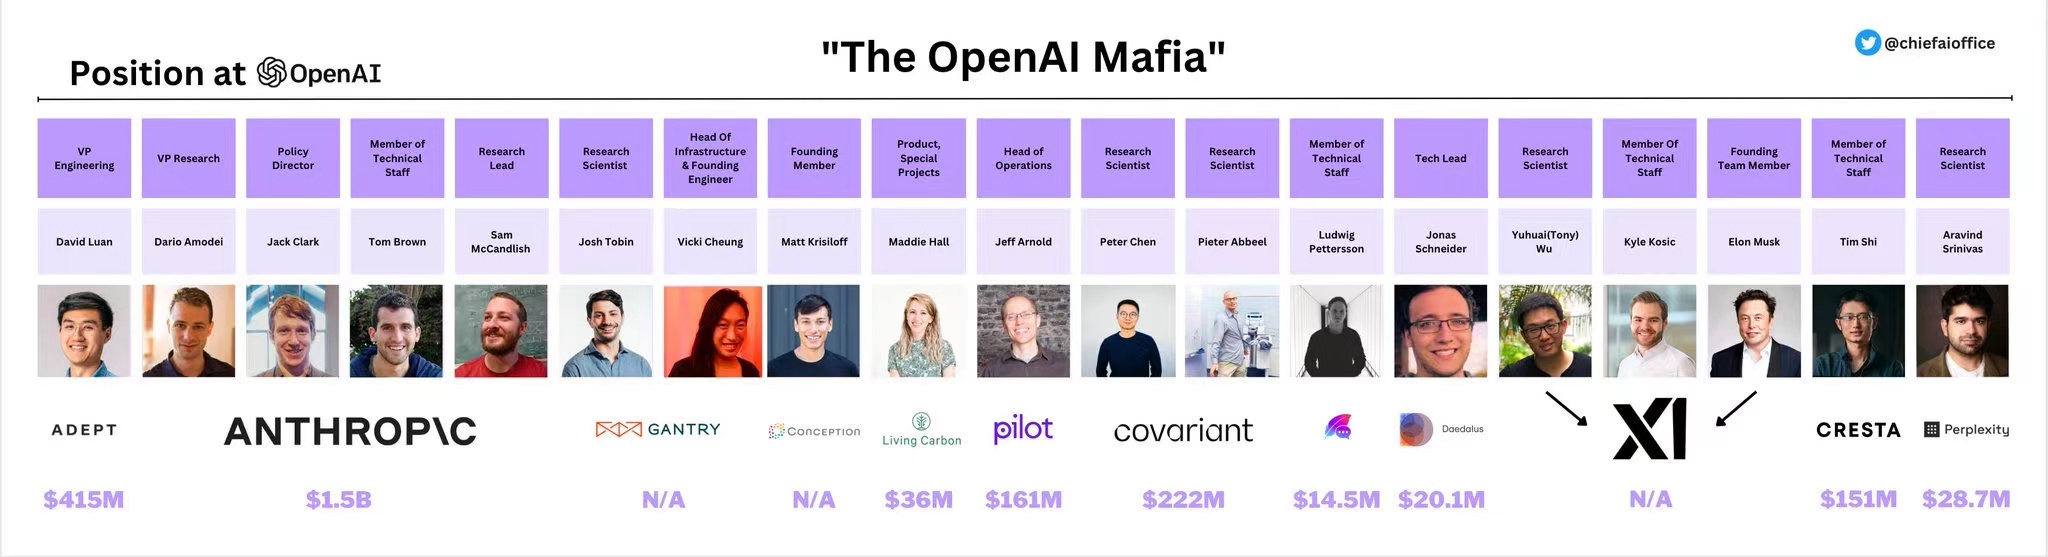 "The OpenAI Mafia"
@chiefaioffice
Position at OpenAI
VP
Engineering
VP Research
Policy
Director
Member of
Technical
Staff
Research
Lead
Research
Scientist
Head Of
Infrastructure
& Founding
Engineer
Founding
Member
Product,
Special
Projects
Head of
Operations
Research
Scientist
Research
Scientist
Member of
Technical
Staff
Tech Lead
Research
Scientist
Member Of
Technical
Staff
Founding
Team Member
Member of
Technical
Staff
Research
Scientist
David Luan
Dario Amodei
Jack Clark
Tom Brown
Sam
McCandlish
Josh Tobin
Vicki Cheung
Matt Krisiloff
Maddie Hall
Jeff Arnold
Peter Chen
Pieter Abbeel
Ludwig
Pettersson
Jonas
Schneider
Yuhuai(Tony)
Wu
Kyle Kosic
Elon Musk
Tim Shi
Aravind
Srinivas
ADEPT
ANTHROP\C
GANTRY
CONCEPTION
Living Carbon
pilot
covariant
Daedalus
XI
CRESTA
Perplexity
$415M
$1.5B
N/A
N/A
$36M
$161M
$222M
$14.5M
$20.1M
N/A
$151M
$28.7M